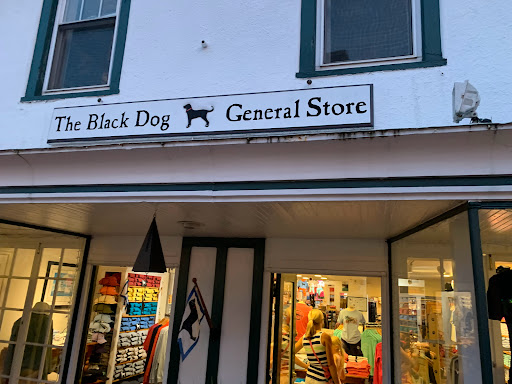 The Black Dog General Store